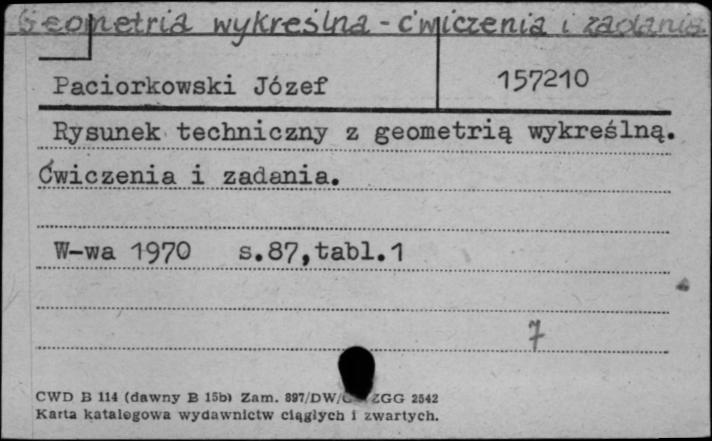 Geometria wykreślna - ćwiczenia i zadania.
Paciorkowski Józef 157210
Rysunek techniczny z geometrią wykreślną.
Ćwiczenia i zadania.
W-wa 1970 s.87,tabl.1
7
CWD B 114 (dawny B 15b) Zam. 897/DW/ ZGG 2542
Karta katalogowa wydawnictw ciągłych i zwartych.